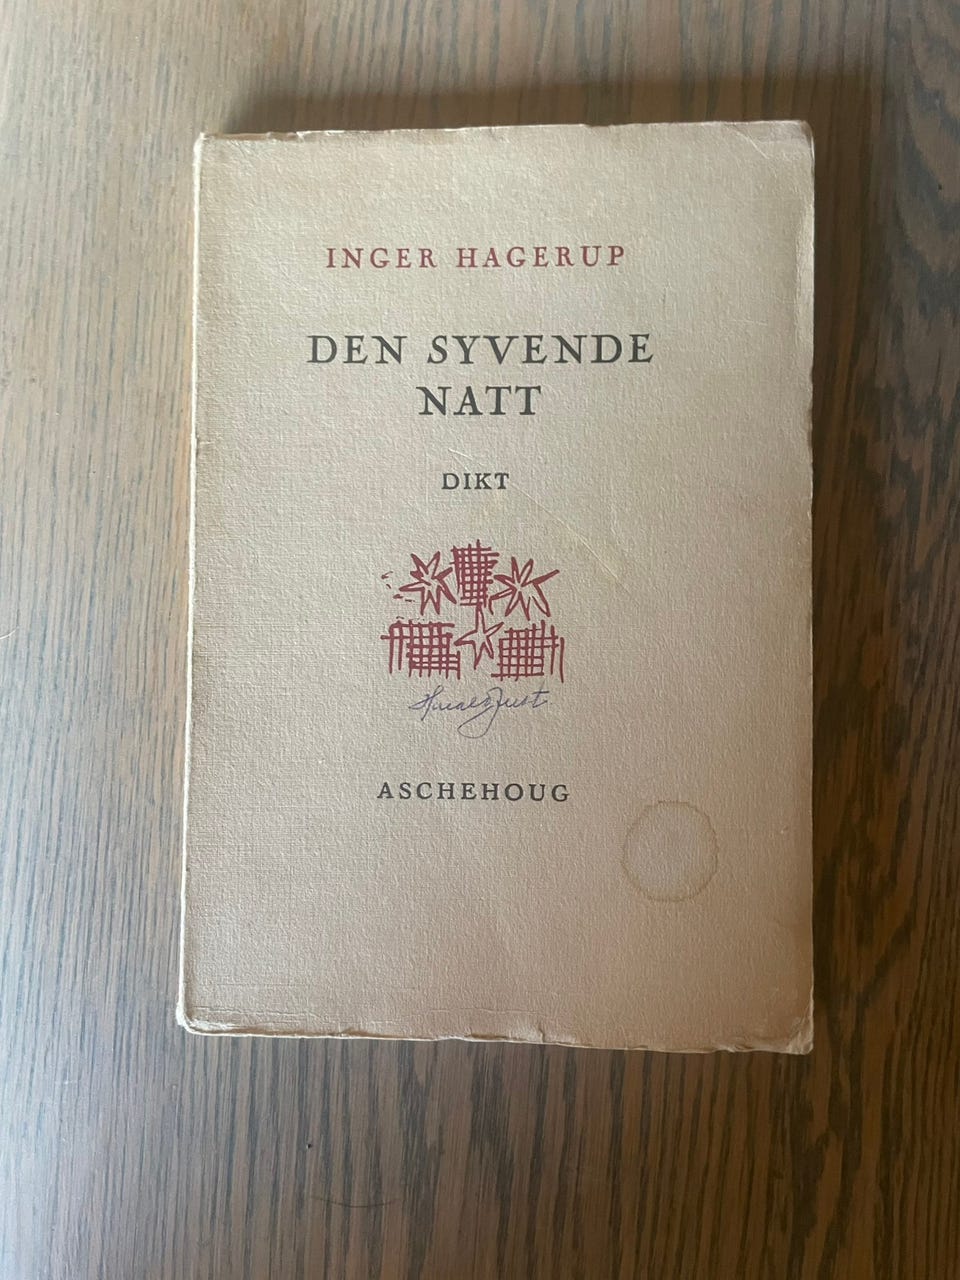 INGER HAGERUP
DEN SYVENDE
NATT
DIKT
ASCHEHOUG